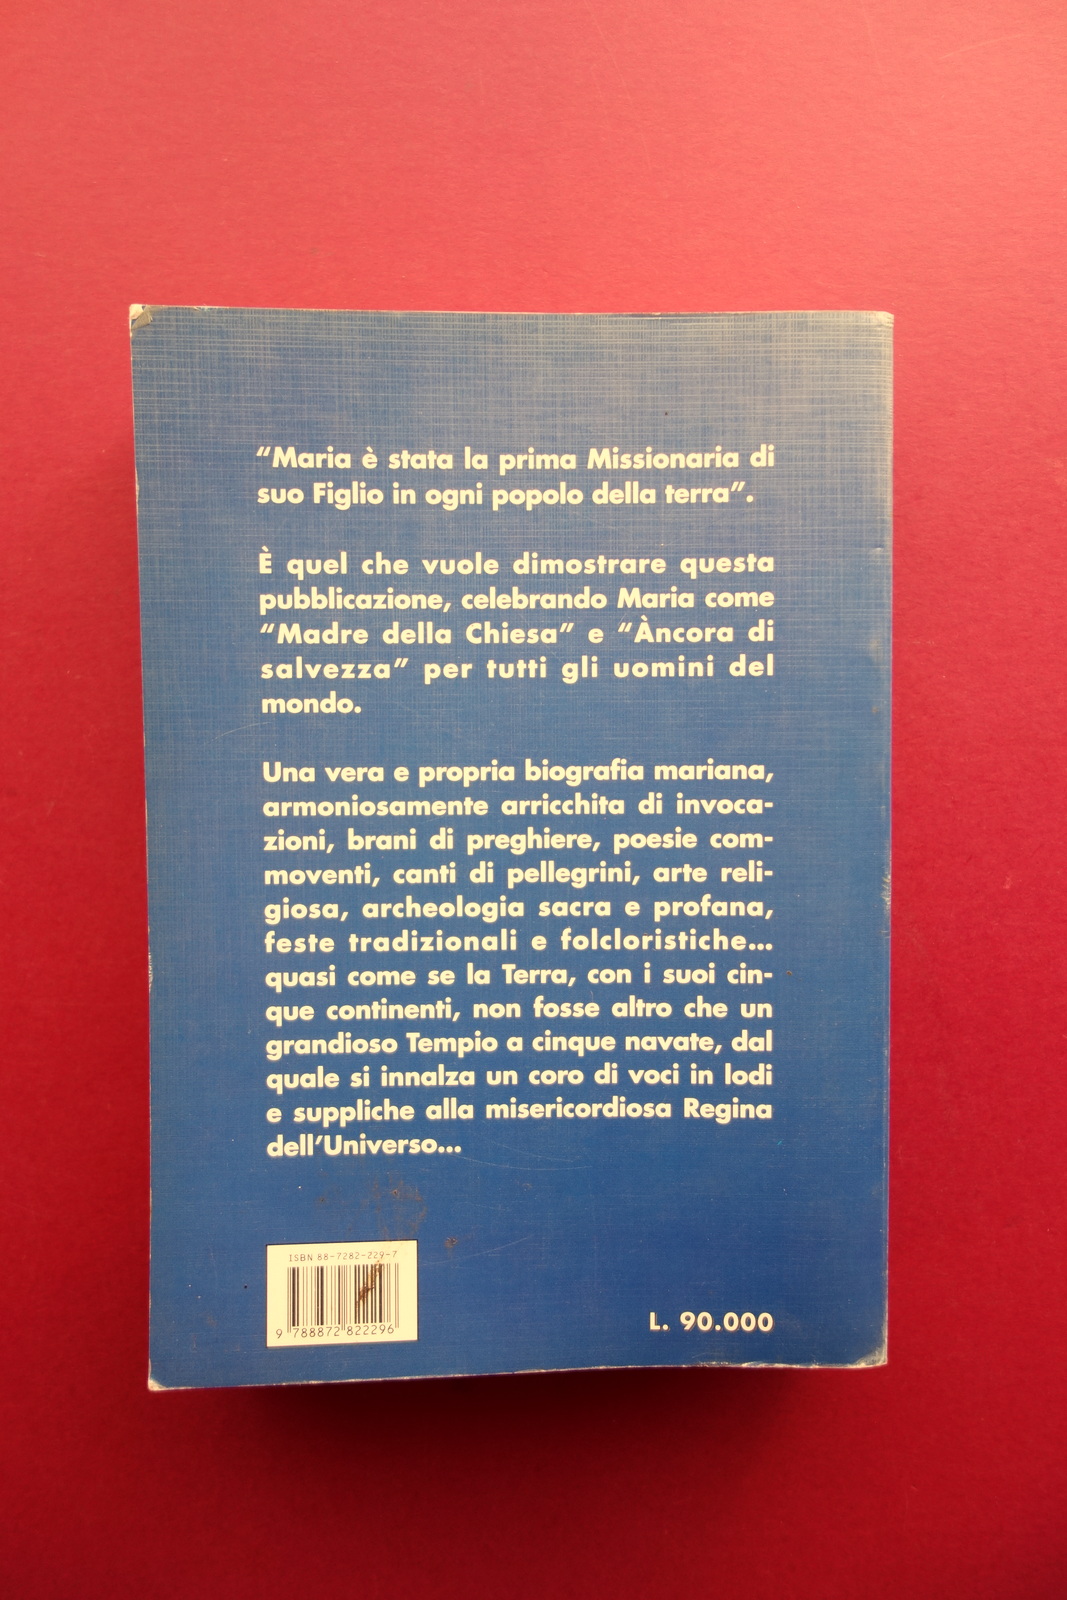 “Maria è stata la prima Missionaria di
suo Figlio in ogni popolo della terra”.
È quel che vuole dimostrare questa
pubblicazione, celebrando Maria come
“Madre della Chiesa” e “Àncora di
salvezza” per tutti gli uomini del
mondo.
Una vera e propria biografia mariana,
armoniosamente arricchita di invoca-
zioni, brani di preghiere, poesie com-
moventi, canti di pellegrini, arte reli-
giosa, archeologia sacra e profana,
feste tradizionali e folcloristiche...
quasi come se la Terra, con i suoi cin-
que continenti, non fosse altro che un
grandioso Tempio a cinque navate, dal
quale si innalza un coro di voci in lodi
e suppliche alla misericordiosa Regina
dell’Universo...
ISBN 88-7282-229-7
9 788872 822296
L. 90.000